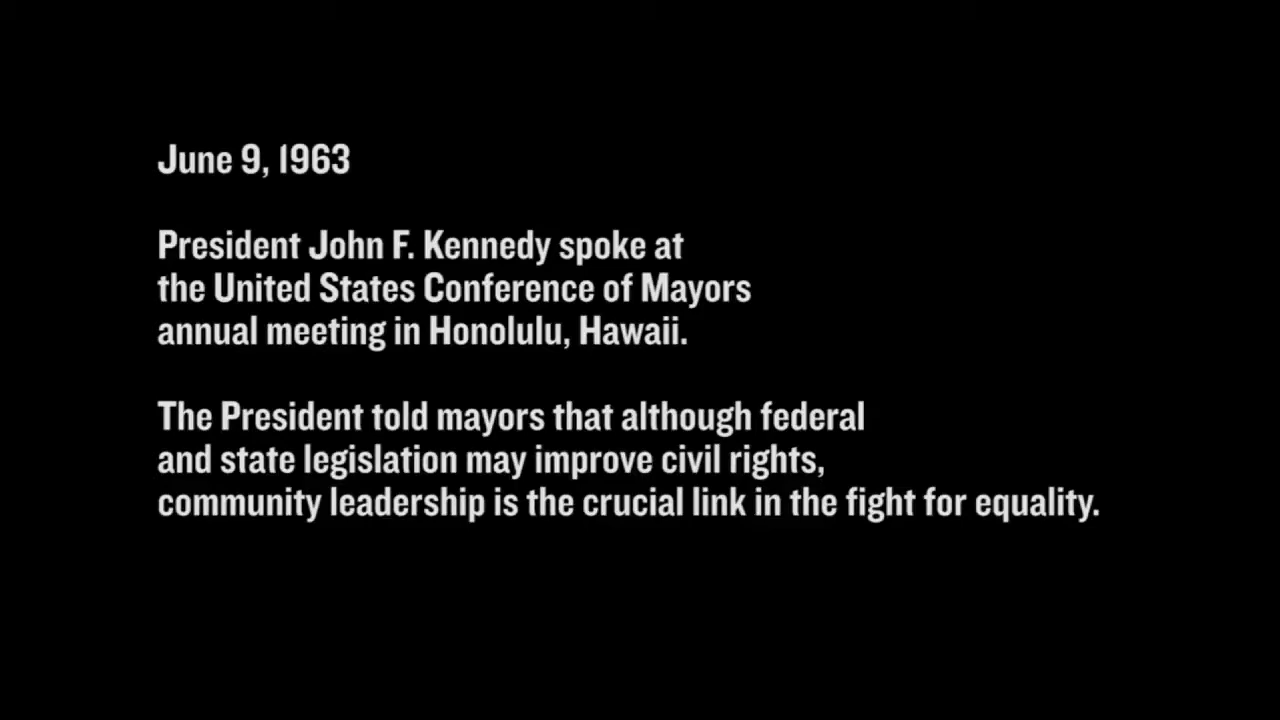 June 9, 1963
President John F. Kennedy spoke at
the United States Conference of Mayors
annual meeting in Honolulu, Hawaii.
The President told mayors that although federal
and state legislation may improve civil rights,
community leadership is the crucial link in the fight for equality.